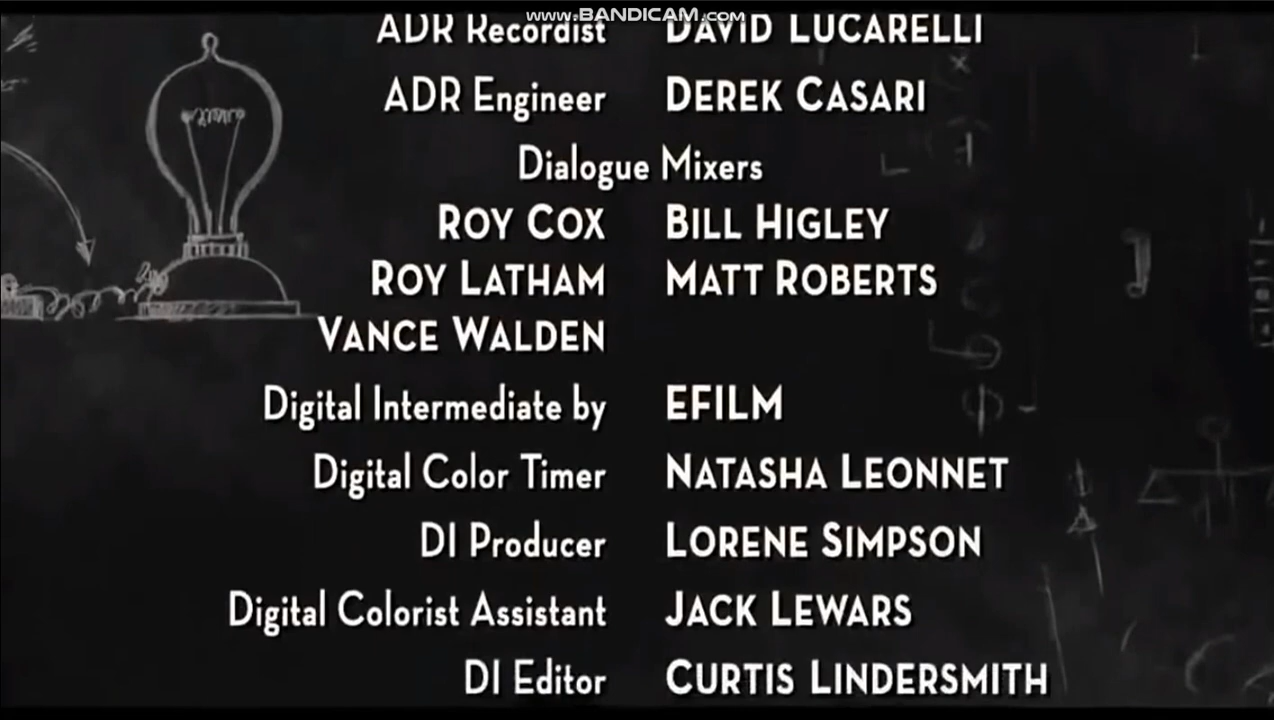 www.BANDICAM.com
ADR Recordist DAVID LUCARELLI
ADR Engineer DEREK CASARI
Dialogue Mixers
ROY COX BILL HIGLEY
ROY LATHAM MATT ROBERTS
VANCE WALDEN
Digital Intermediate by EFILM
Digital Color Timer NATASHA LEONNET
DI Producer LORENE SIMPSON
Digital Colorist Assistant JACK LEWARS
DI Editor CURTIS LINDERSMITH